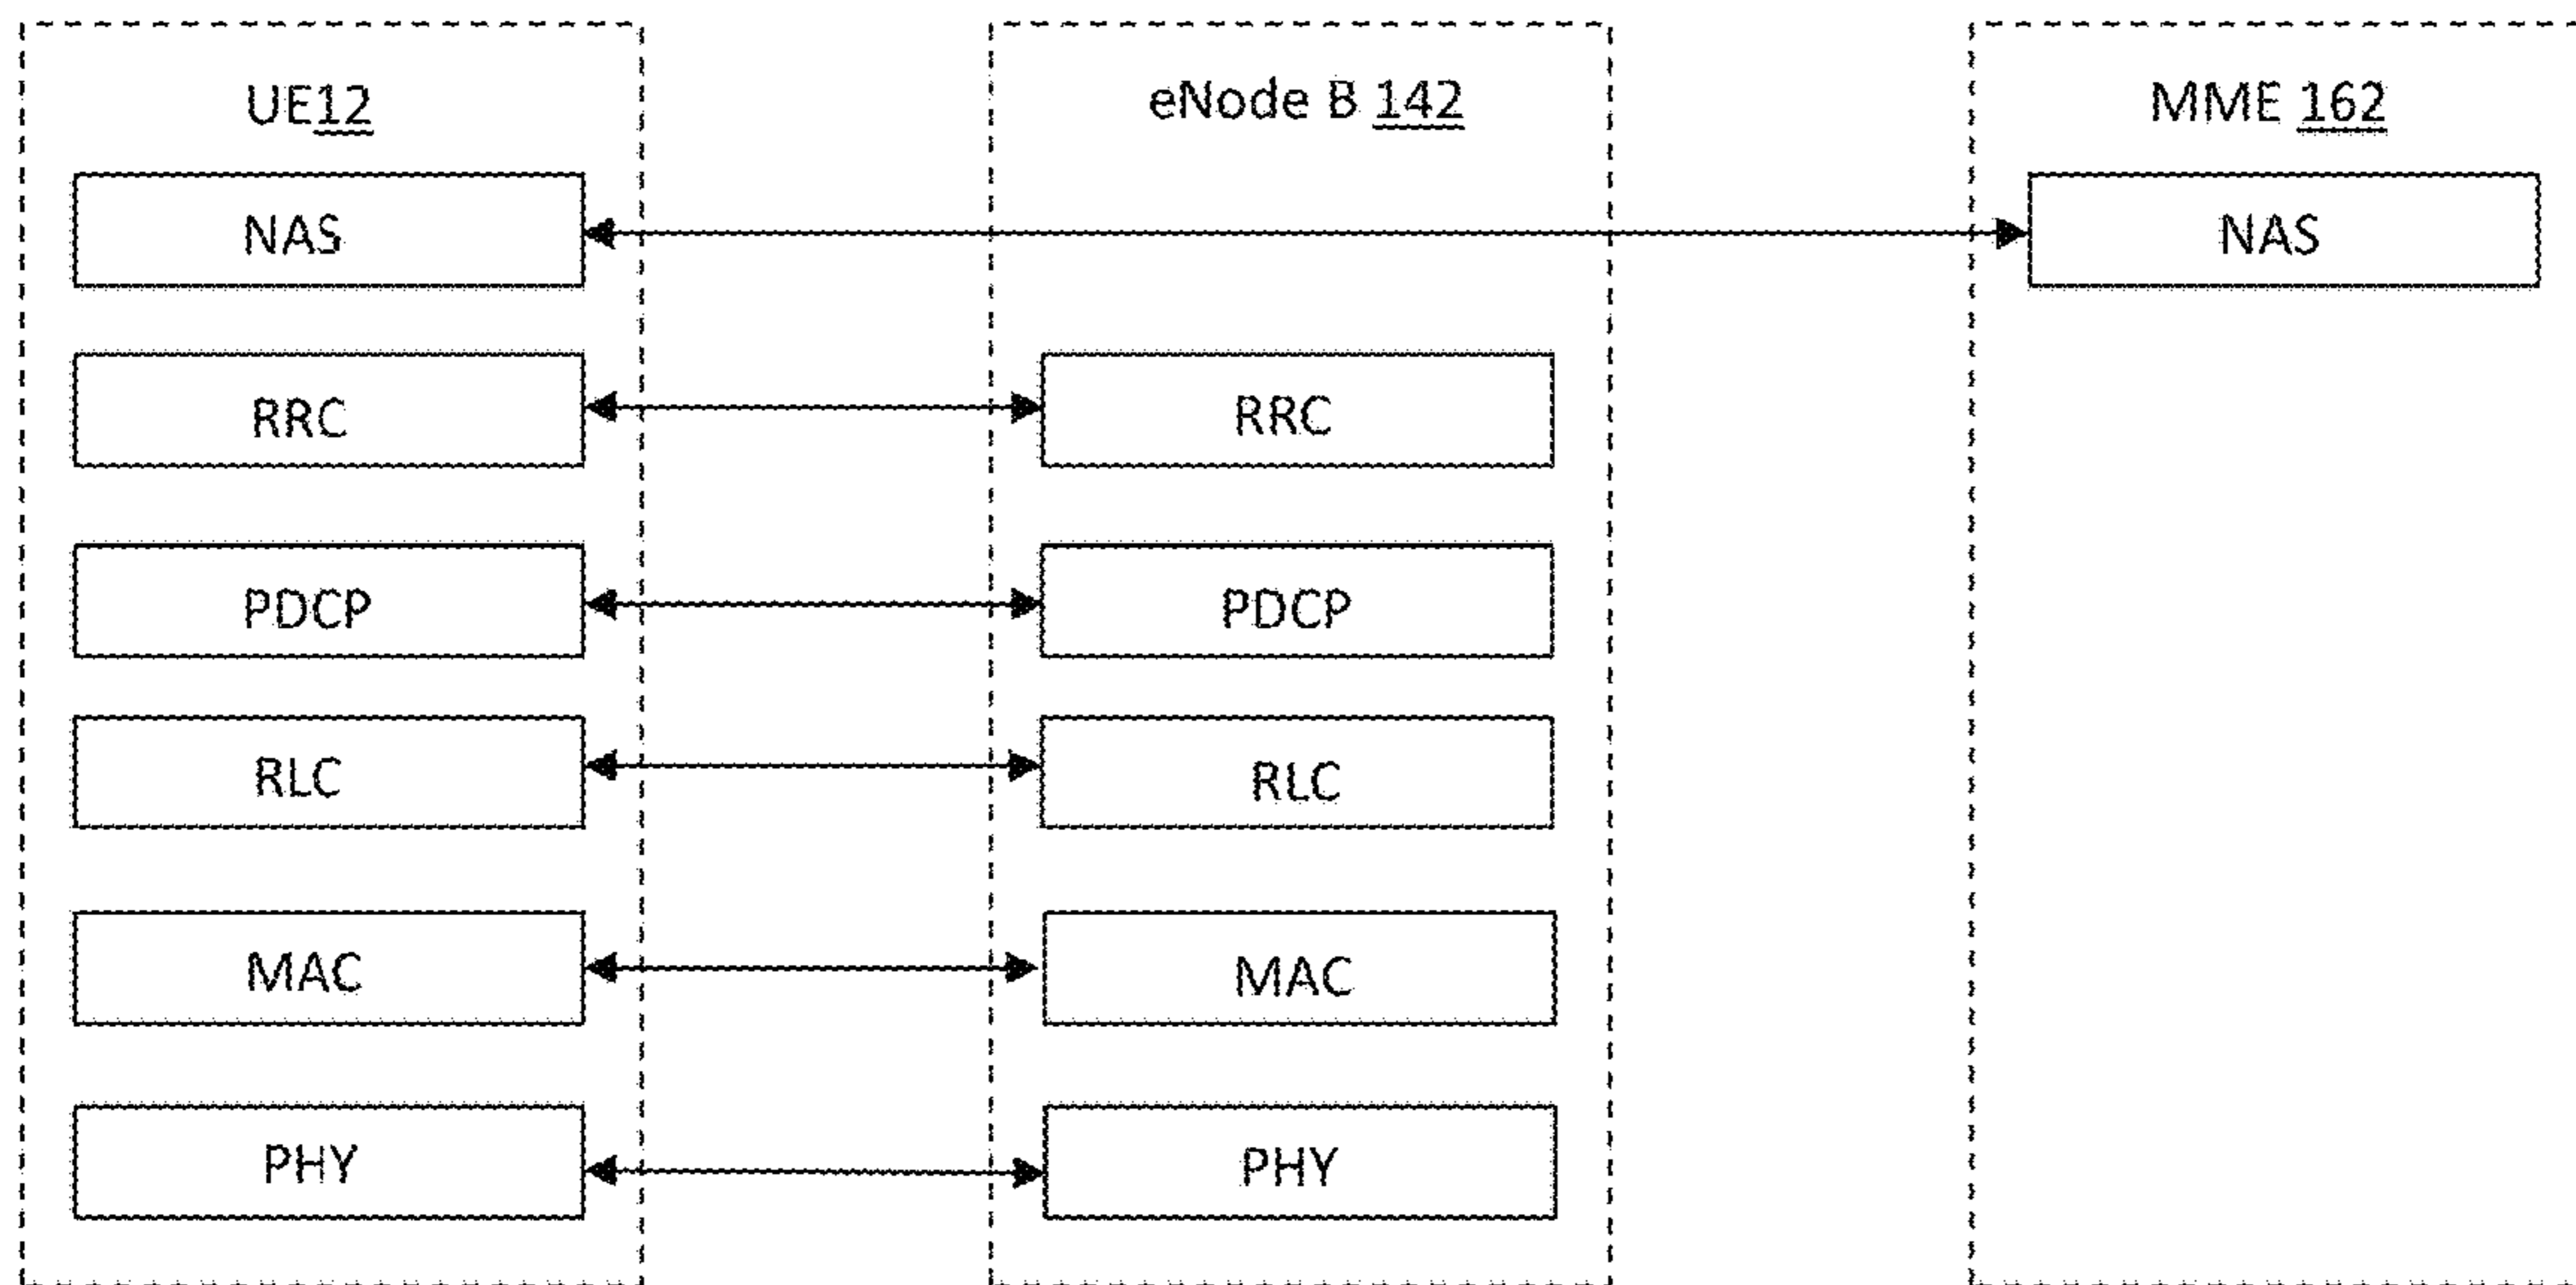 UE12
eNode B 142
MME 162
NAS
NAS
RRC
RRC
PDCP
PDCP
RLC
RLC
MAC
MAC
PHY
PHY